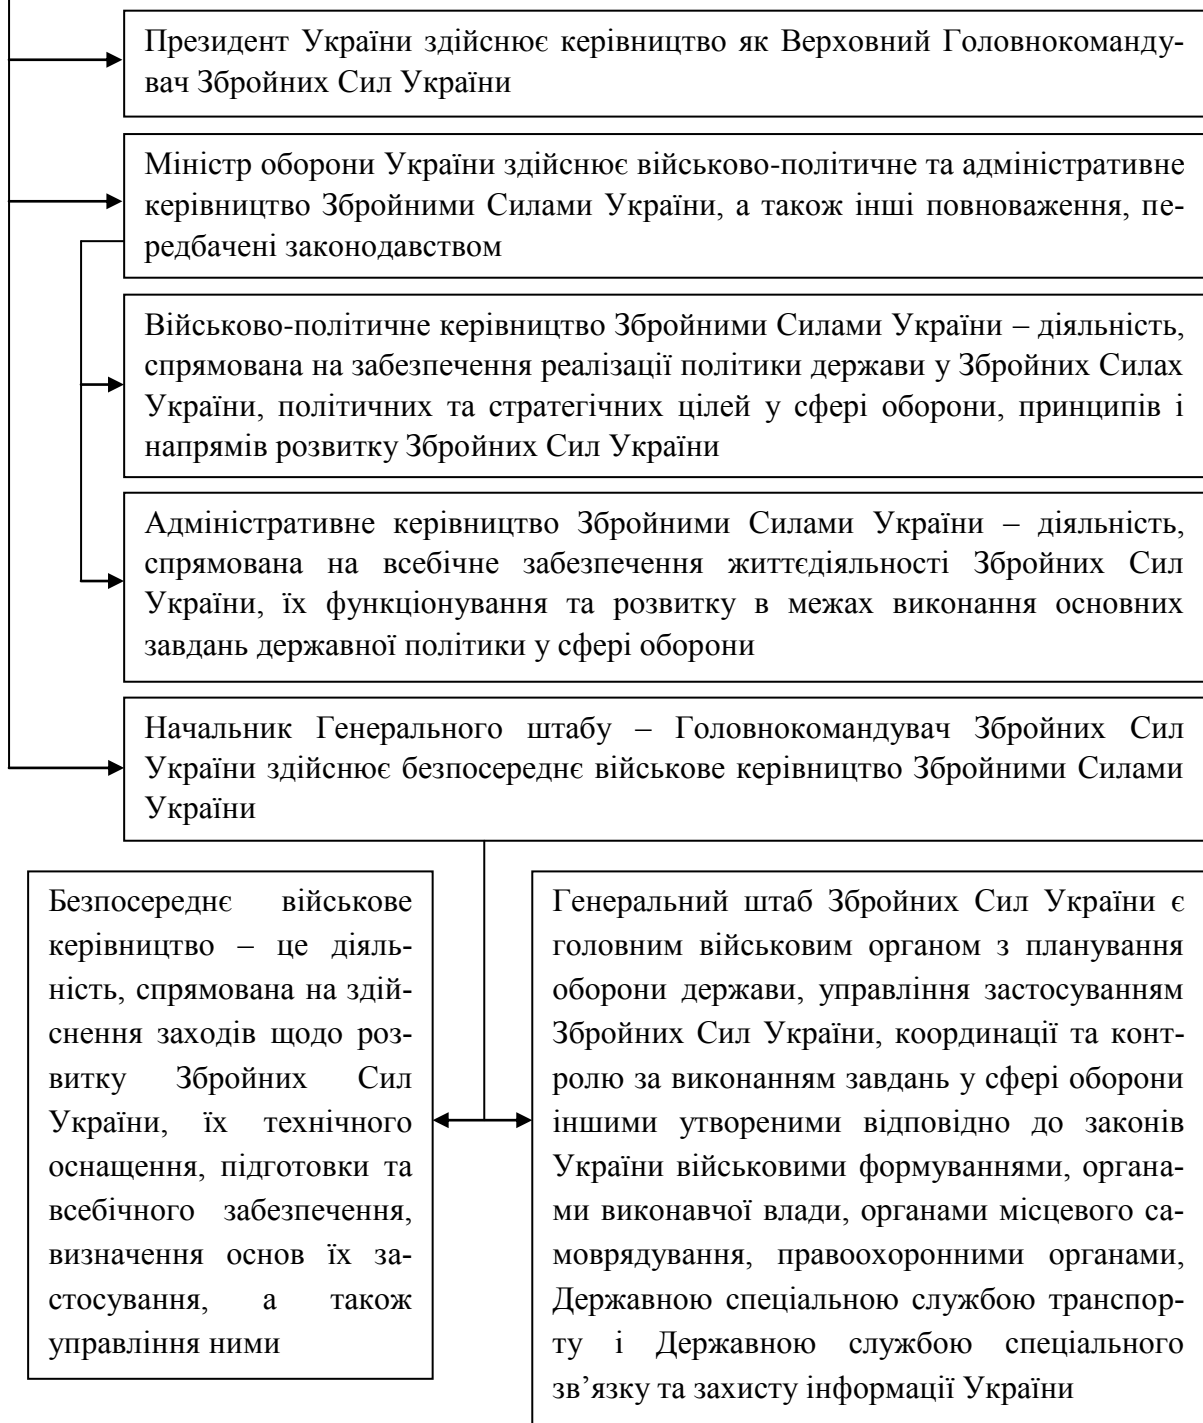 Президент України здійснює керівництво як Верховний Головнокоманду-
вач Збройних Сил України
Міністр оборони України здійснює військово-політичне та адміністративне
керівництво Збройними Силами України, а також інші повноваження, пе-
редбачені законодавством
Військово-політичне керівництво Збройними Силами України – діяльність,
спрямована на забезпечення реалізації політики держави у Збройних Силах
України, політичних та стратегічних цілей у сфері оборони, принципів і
напрямів розвитку Збройних Сил України
Адміністративне керівництво Збройними Силами України – діяльність,
спрямована на всебічне забезпечення життєдіяльності Збройних Сил
України, їх функціонування та розвитку в межах виконання основних
завдань державної політики у сфері оборони
Начальник Генерального штабу – Головнокомандувач Збройних Сил
України здійснює безпосереднє військове керівництво Збройними Силами
України
Безпосереднє військове
керівництво – це діяль-
ність, спрямована на здій-
снення заходів щодо роз-
витку Збройних Сил
України, їх технічного
оснащення, підготовки та
всебічного забезпечення,
визначення основ їх за-
стосування, а також
управління ними
Генеральний штаб Збройних Сил України є
головним військовим органом з планування
оборони держави, управління застосуванням
Збройних Сил України, координації та конт-
ролю за виконанням завдань у сфері оборони
іншими утвореними відповідно до законів
України військовими формуваннями, органа-
ми виконавчої влади, органами місцевого са-
моврядування, правоохоронними органами,
Державною спеціальною службою транспор-
ту і Державною службою спеціального
зв’язку та захисту інформації України